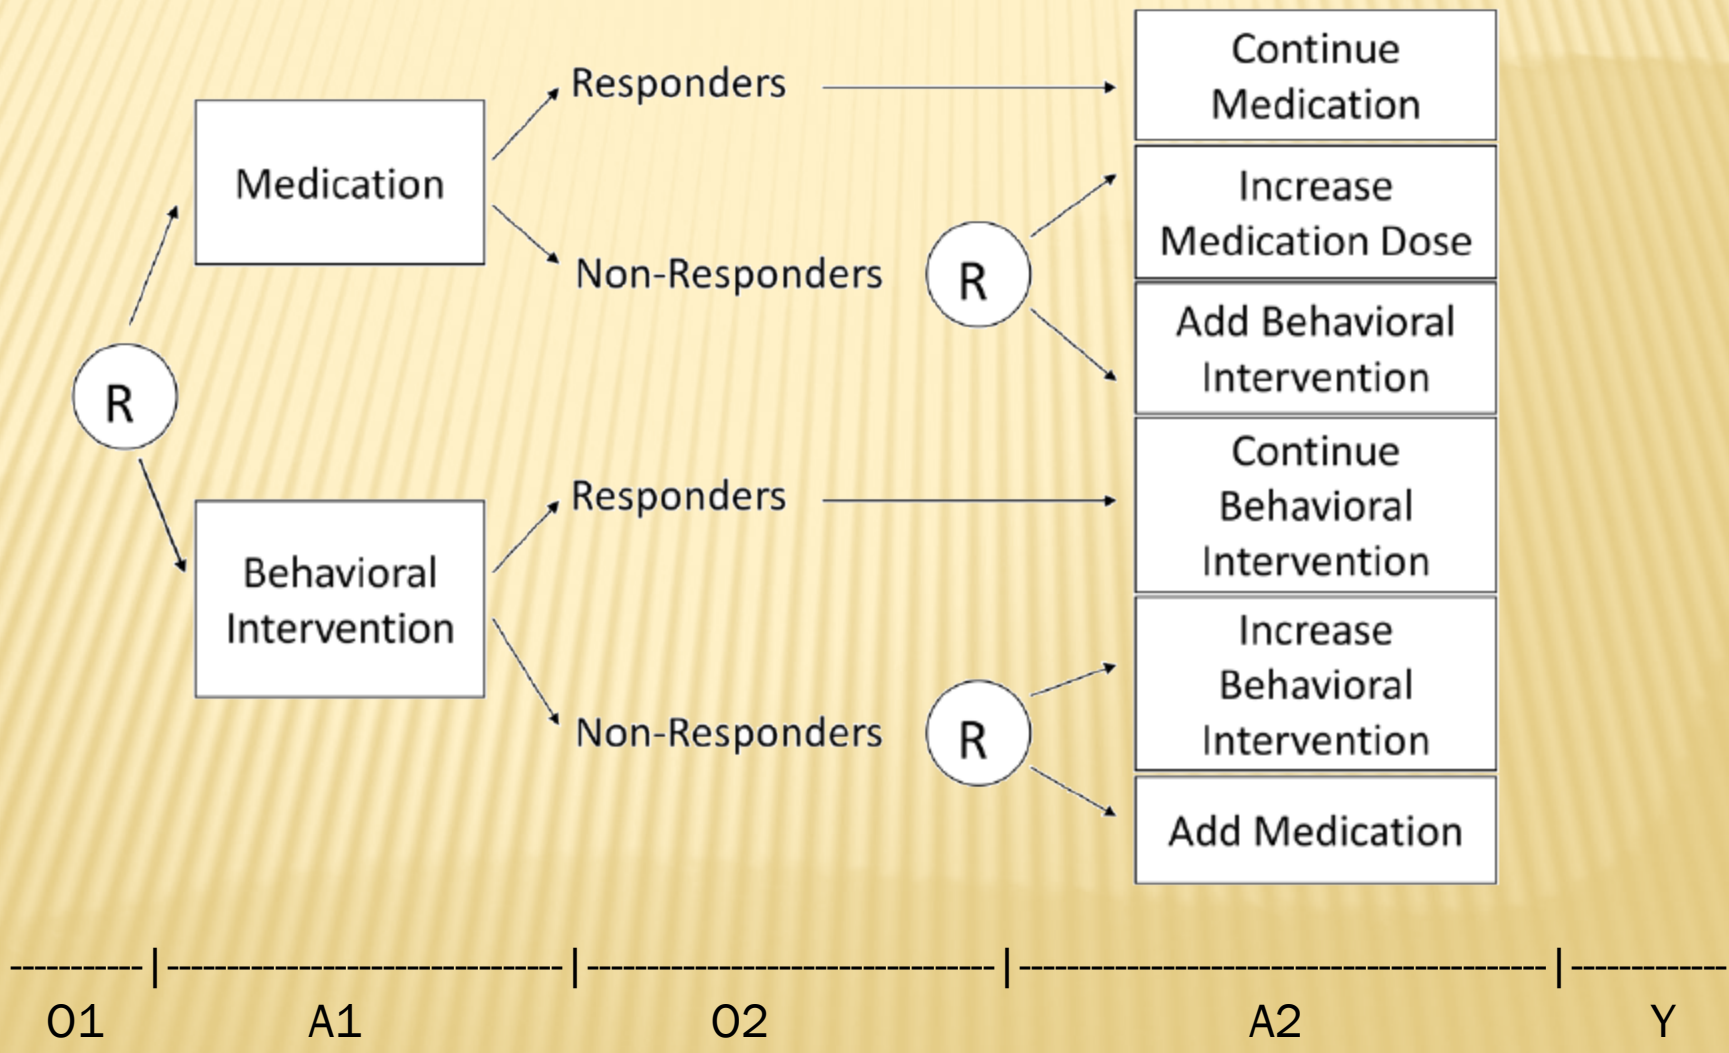 R
Medication
Behavioral
Intervention
Responders
Non-Responders
Responders
Non-Responders
R
R
Continue
Medication
Increase
Medication Dose
Add Behavioral
Intervention
Continue
Behavioral
Intervention
Increase
Behavioral
Intervention
Add Medication
O1
A1
O2
A2
Y